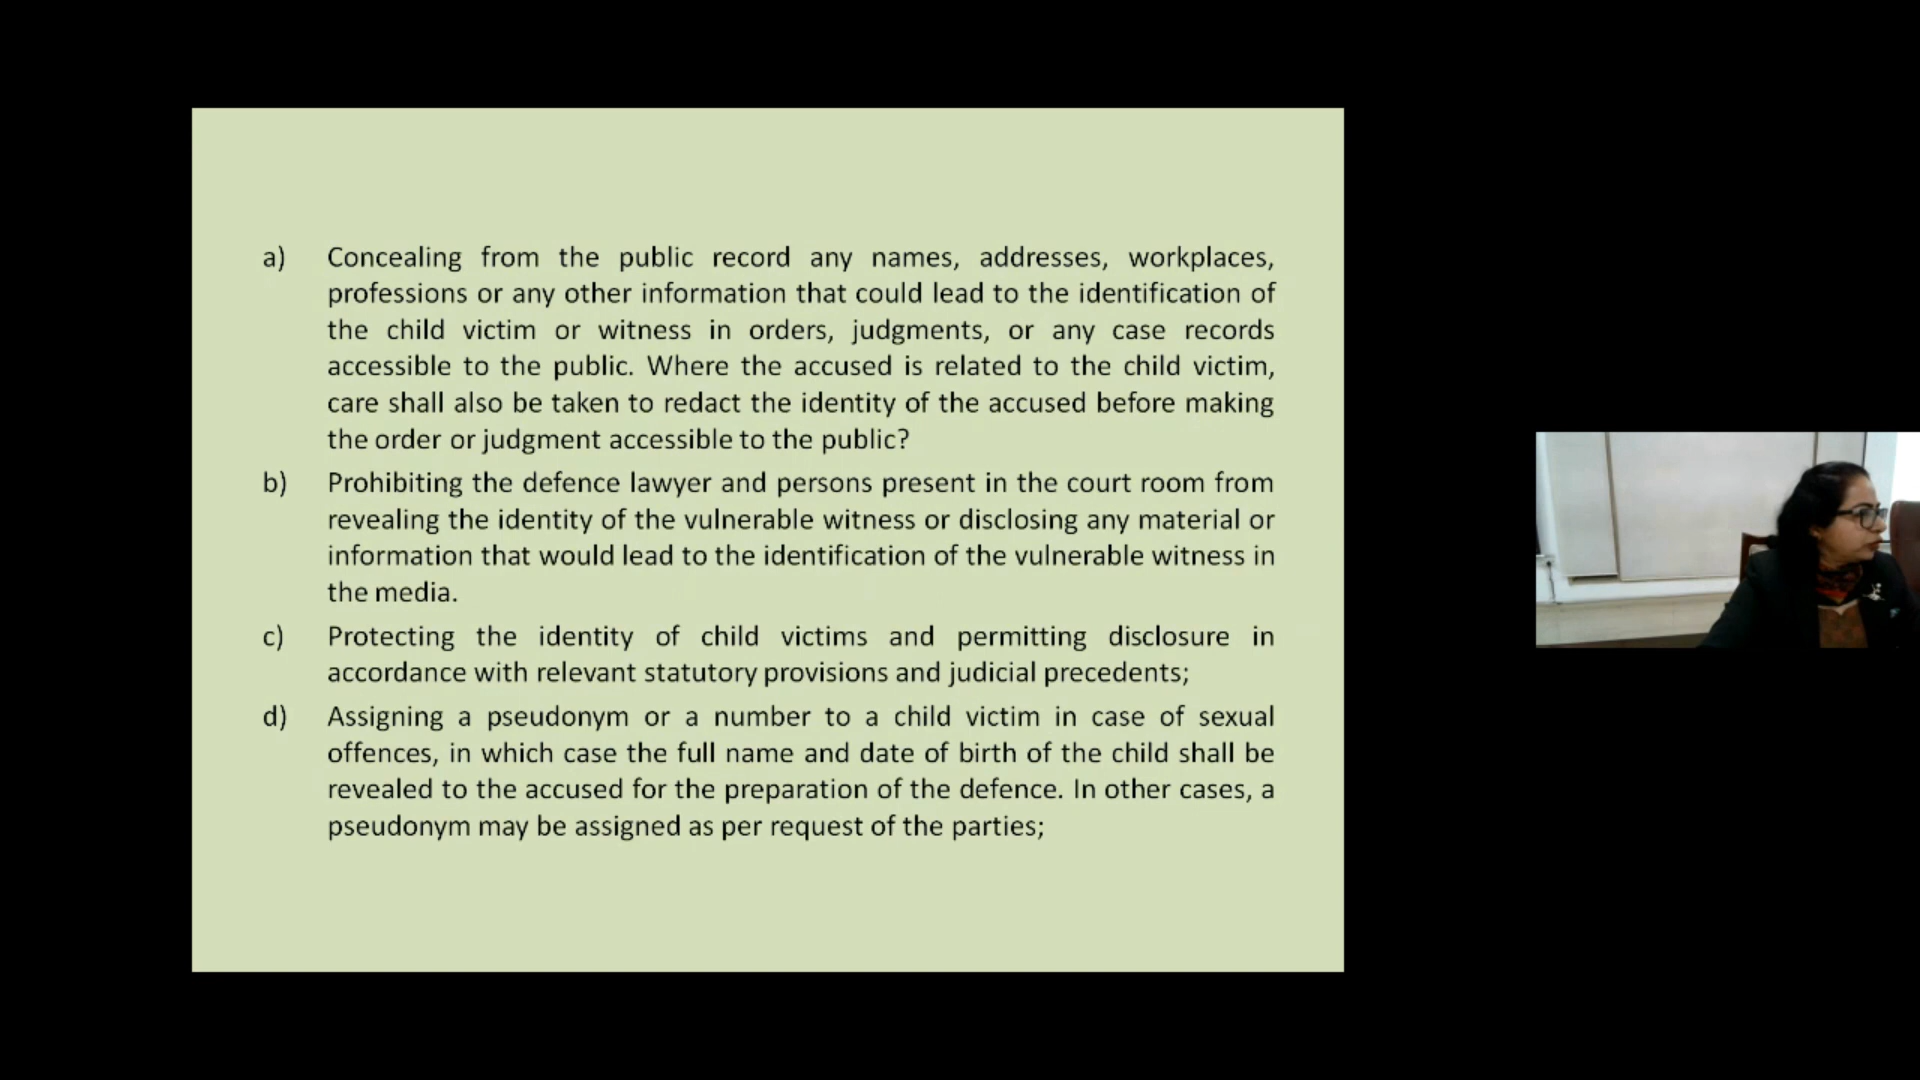 a) Concealing from the public record any names, addresses, workplaces,
professions or any other information that could lead to the identification of
the child victim or witness in orders, judgments, or any case records
accessible to the public. Where the accused is related to the child victim,
care shall also be taken to redact the identity of the accused before making
the order or judgment accessible to the public?
b) Prohibiting the defence lawyer and persons present in the court room from
revealing the identity of the vulnerable witness or disclosing any material or
information that would lead to the identification of the vulnerable witness in
the media.
c) Protecting the identity of child victims and permitting disclosure in
accordance with relevant statutory provisions and judicial precedents;
d) Assigning a pseudonym or a number to a child victim in case of sexual
offences, in which case the full name and date of birth of the child shall be
revealed to the accused for the preparation of the defence. In other cases, a
pseudonym may be assigned as per request of the parties;